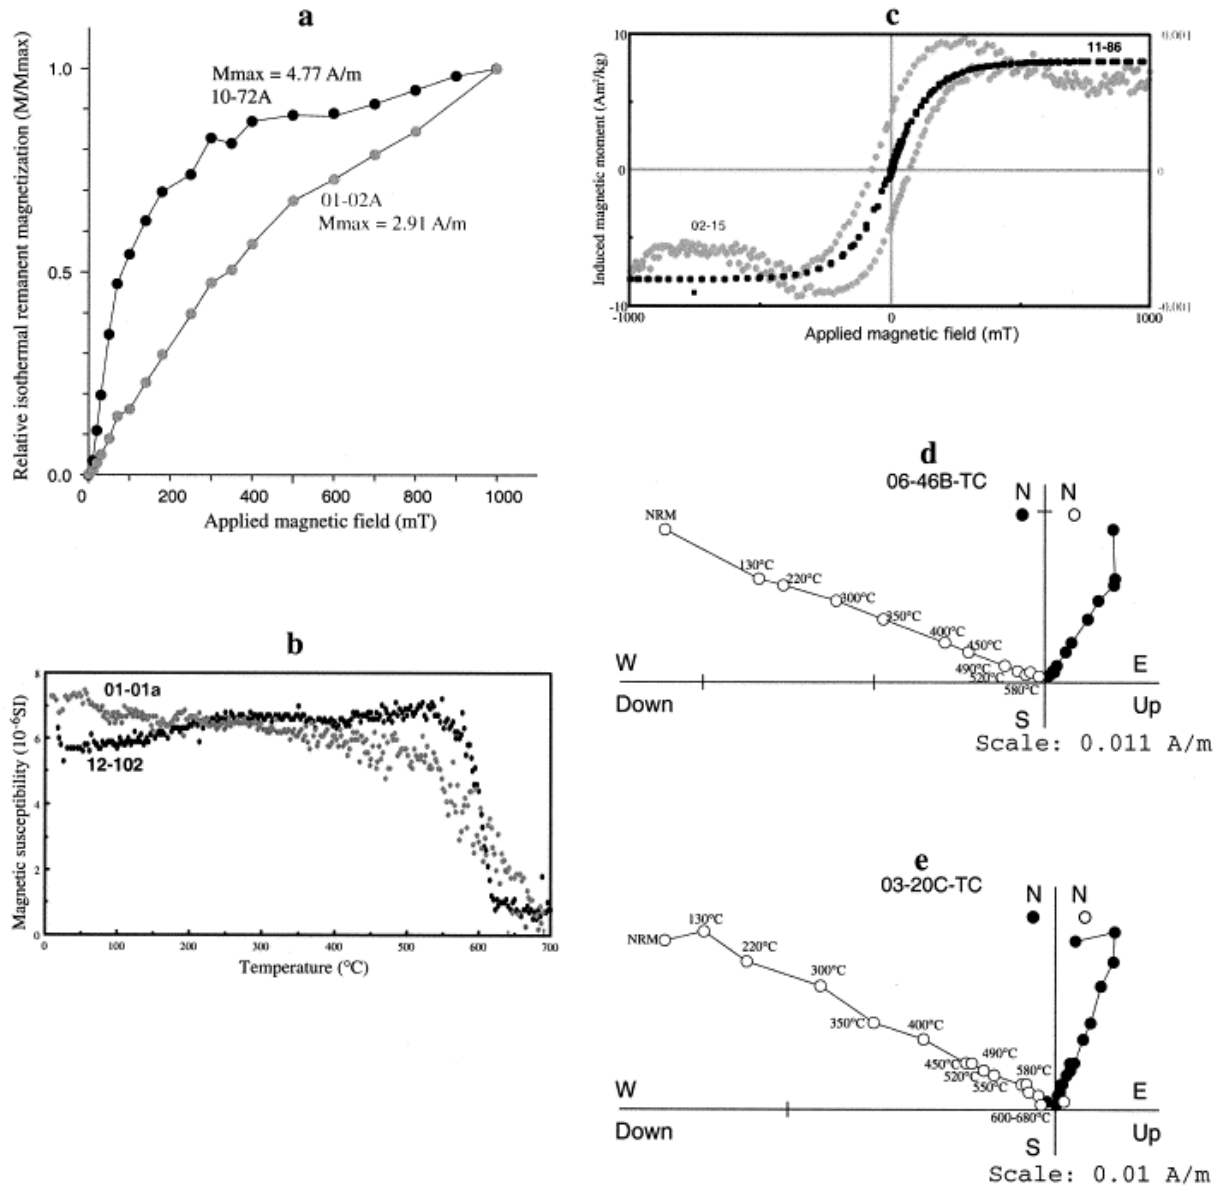 a
Relative isothermal remanent magnetization (M/Mmax)
1.0
0.5
0.0
Mmax = 4.77 A/m
10-72A
01-02A
Mmax = 2.91 A/m
0 200 400 600 800 1000
Applied magnetic field (mT)
b
Magnetic susceptibility (10⁻⁶SI)
8
6
4
2
0
01-01a
12-102
0 100 200 300 400 500 600 700
Temperature (°C)
c
Induced magnetic moment (Am²/kg)
10
0
-10
0.001
0
-0.001
11-86
02-15
-1000 0 1000
Applied magnetic field (mT)
d
06-46B-TC
N N
NRM
130°C
220°C
300°C
350°C
400°C
450°C
490°C
520°C
580°C
W E
Down Up
S
Scale: 0.011 A/m
e
03-20C-TC
N N
NRM
130°C
220°C
300°C
350°C
400°C
450°C
490°C
520°C
550°C
580°C
600-680°C
W E
Down Up
S
Scale: 0.01 A/m